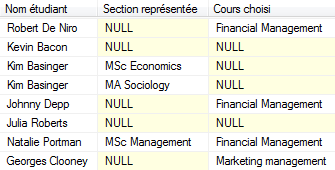 Nom étudiant Section représentée Cours choisi
Robert De Niro NULL Financial Management
Kevin Bacon NULL NULL
Kim Basinger MSc Economics NULL
Kim Basinger MA Sociology NULL
Johnny Depp NULL Financial Management
Julia Roberts NULL NULL
Natalie Portman MSc Management Financial Management
Georges Clooney NULL Marketing management